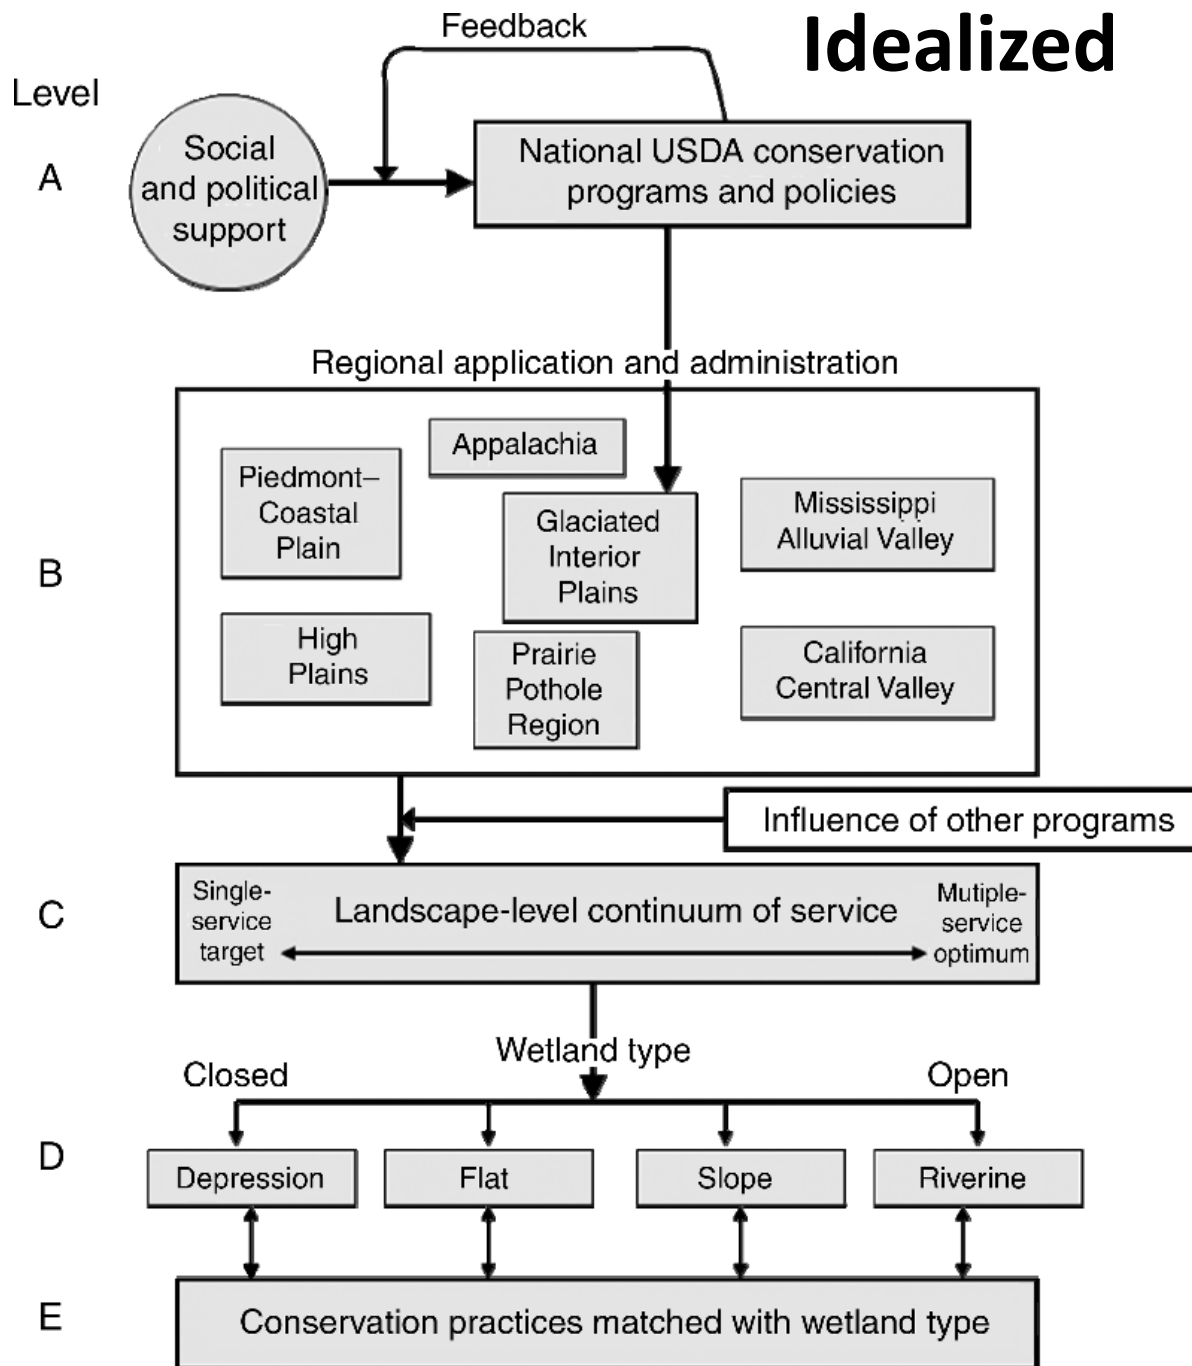 Idealized
Feedback
Level
A
Social
and political
support
National USDA conservation
programs and policies
Regional application and administration
B
Piedmont–
Coastal
Plain
Appalachia
Glaciated
Interior
Plains
Mississippi
Alluvial Valley
High
Plains
Prairie
Pothole
Region
California
Central Valley
Influence of other programs
C
Single-
service
target
Landscape-level continuum of service
Mutiple-
service
optimum
Wetland type
Closed
Open
D
Depression
Flat
Slope
Riverine
E
Conservation practices matched with wetland type